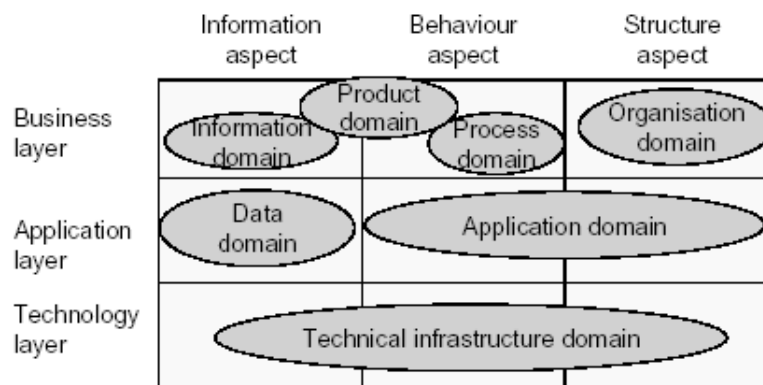 Information
aspect
Behaviour
aspect
Structure
aspect
Business
layer
Product
domain
Information
domain
Process
domain
Organisation
domain
Application
layer
Data
domain
Application domain
Technology
layer
Technical infrastructure domain